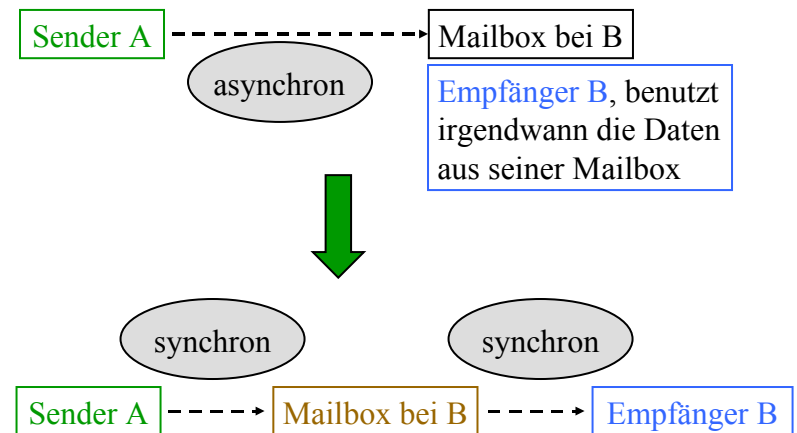 Sender A
Mailbox bei B
asynchron
Empfänger B, benutzt
irgendwann die Daten
aus seiner Mailbox
synchron
synchron
Sender A
Mailbox bei B
Empfänger B